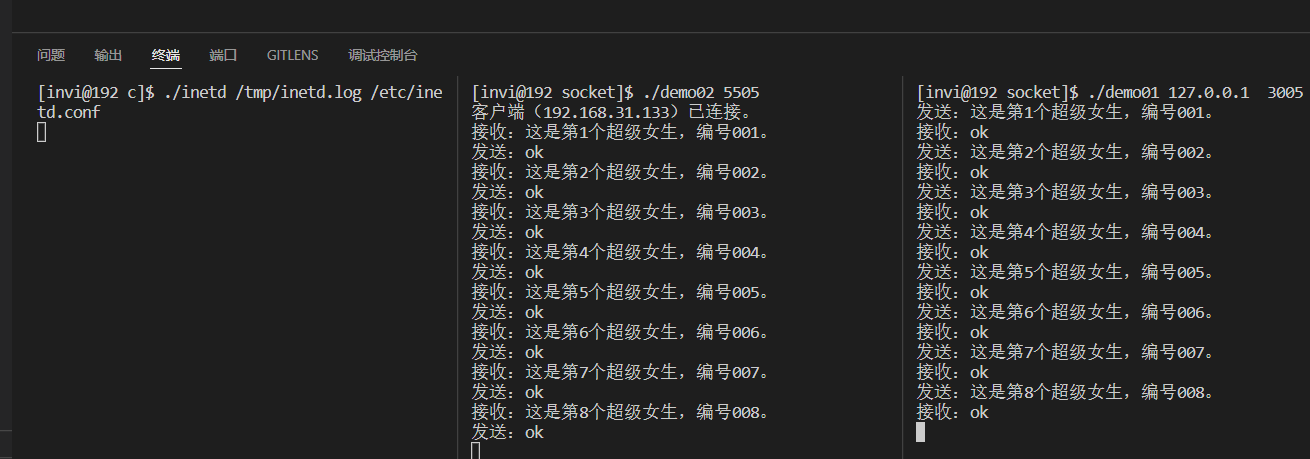 问题 输出 终端 端口 GITLENS 调试控制台
[invi@192 c]$ ./inetd /tmp/inetd.log /etc/ine
td.conf
[invi@192 socket]$ ./demo02 5505
客户端（192.168.31.133）已连接。
接收：这是第1个超级女生，编号001。
发送：ok
接收：这是第2个超级女生，编号002。
发送：ok
接收：这是第3个超级女生，编号003。
发送：ok
接收：这是第4个超级女生，编号004。
发送：ok
接收：这是第5个超级女生，编号005。
发送：ok
接收：这是第6个超级女生，编号006。
发送：ok
接收：这是第7个超级女生，编号007。
发送：ok
接收：这是第8个超级女生，编号008。
发送：ok
[invi@192 socket]$ ./demo01 127.0.0.1  3005
发送：这是第1个超级女生，编号001。
接收：ok
发送：这是第2个超级女生，编号002。
接收：ok
发送：这是第3个超级女生，编号003。
接收：ok
发送：这是第4个超级女生，编号004。
接收：ok
发送：这是第5个超级女生，编号005。
接收：ok
发送：这是第6个超级女生，编号006。
接收：ok
发送：这是第7个超级女生，编号007。
接收：ok
发送：这是第8个超级女生，编号008。
接收：ok